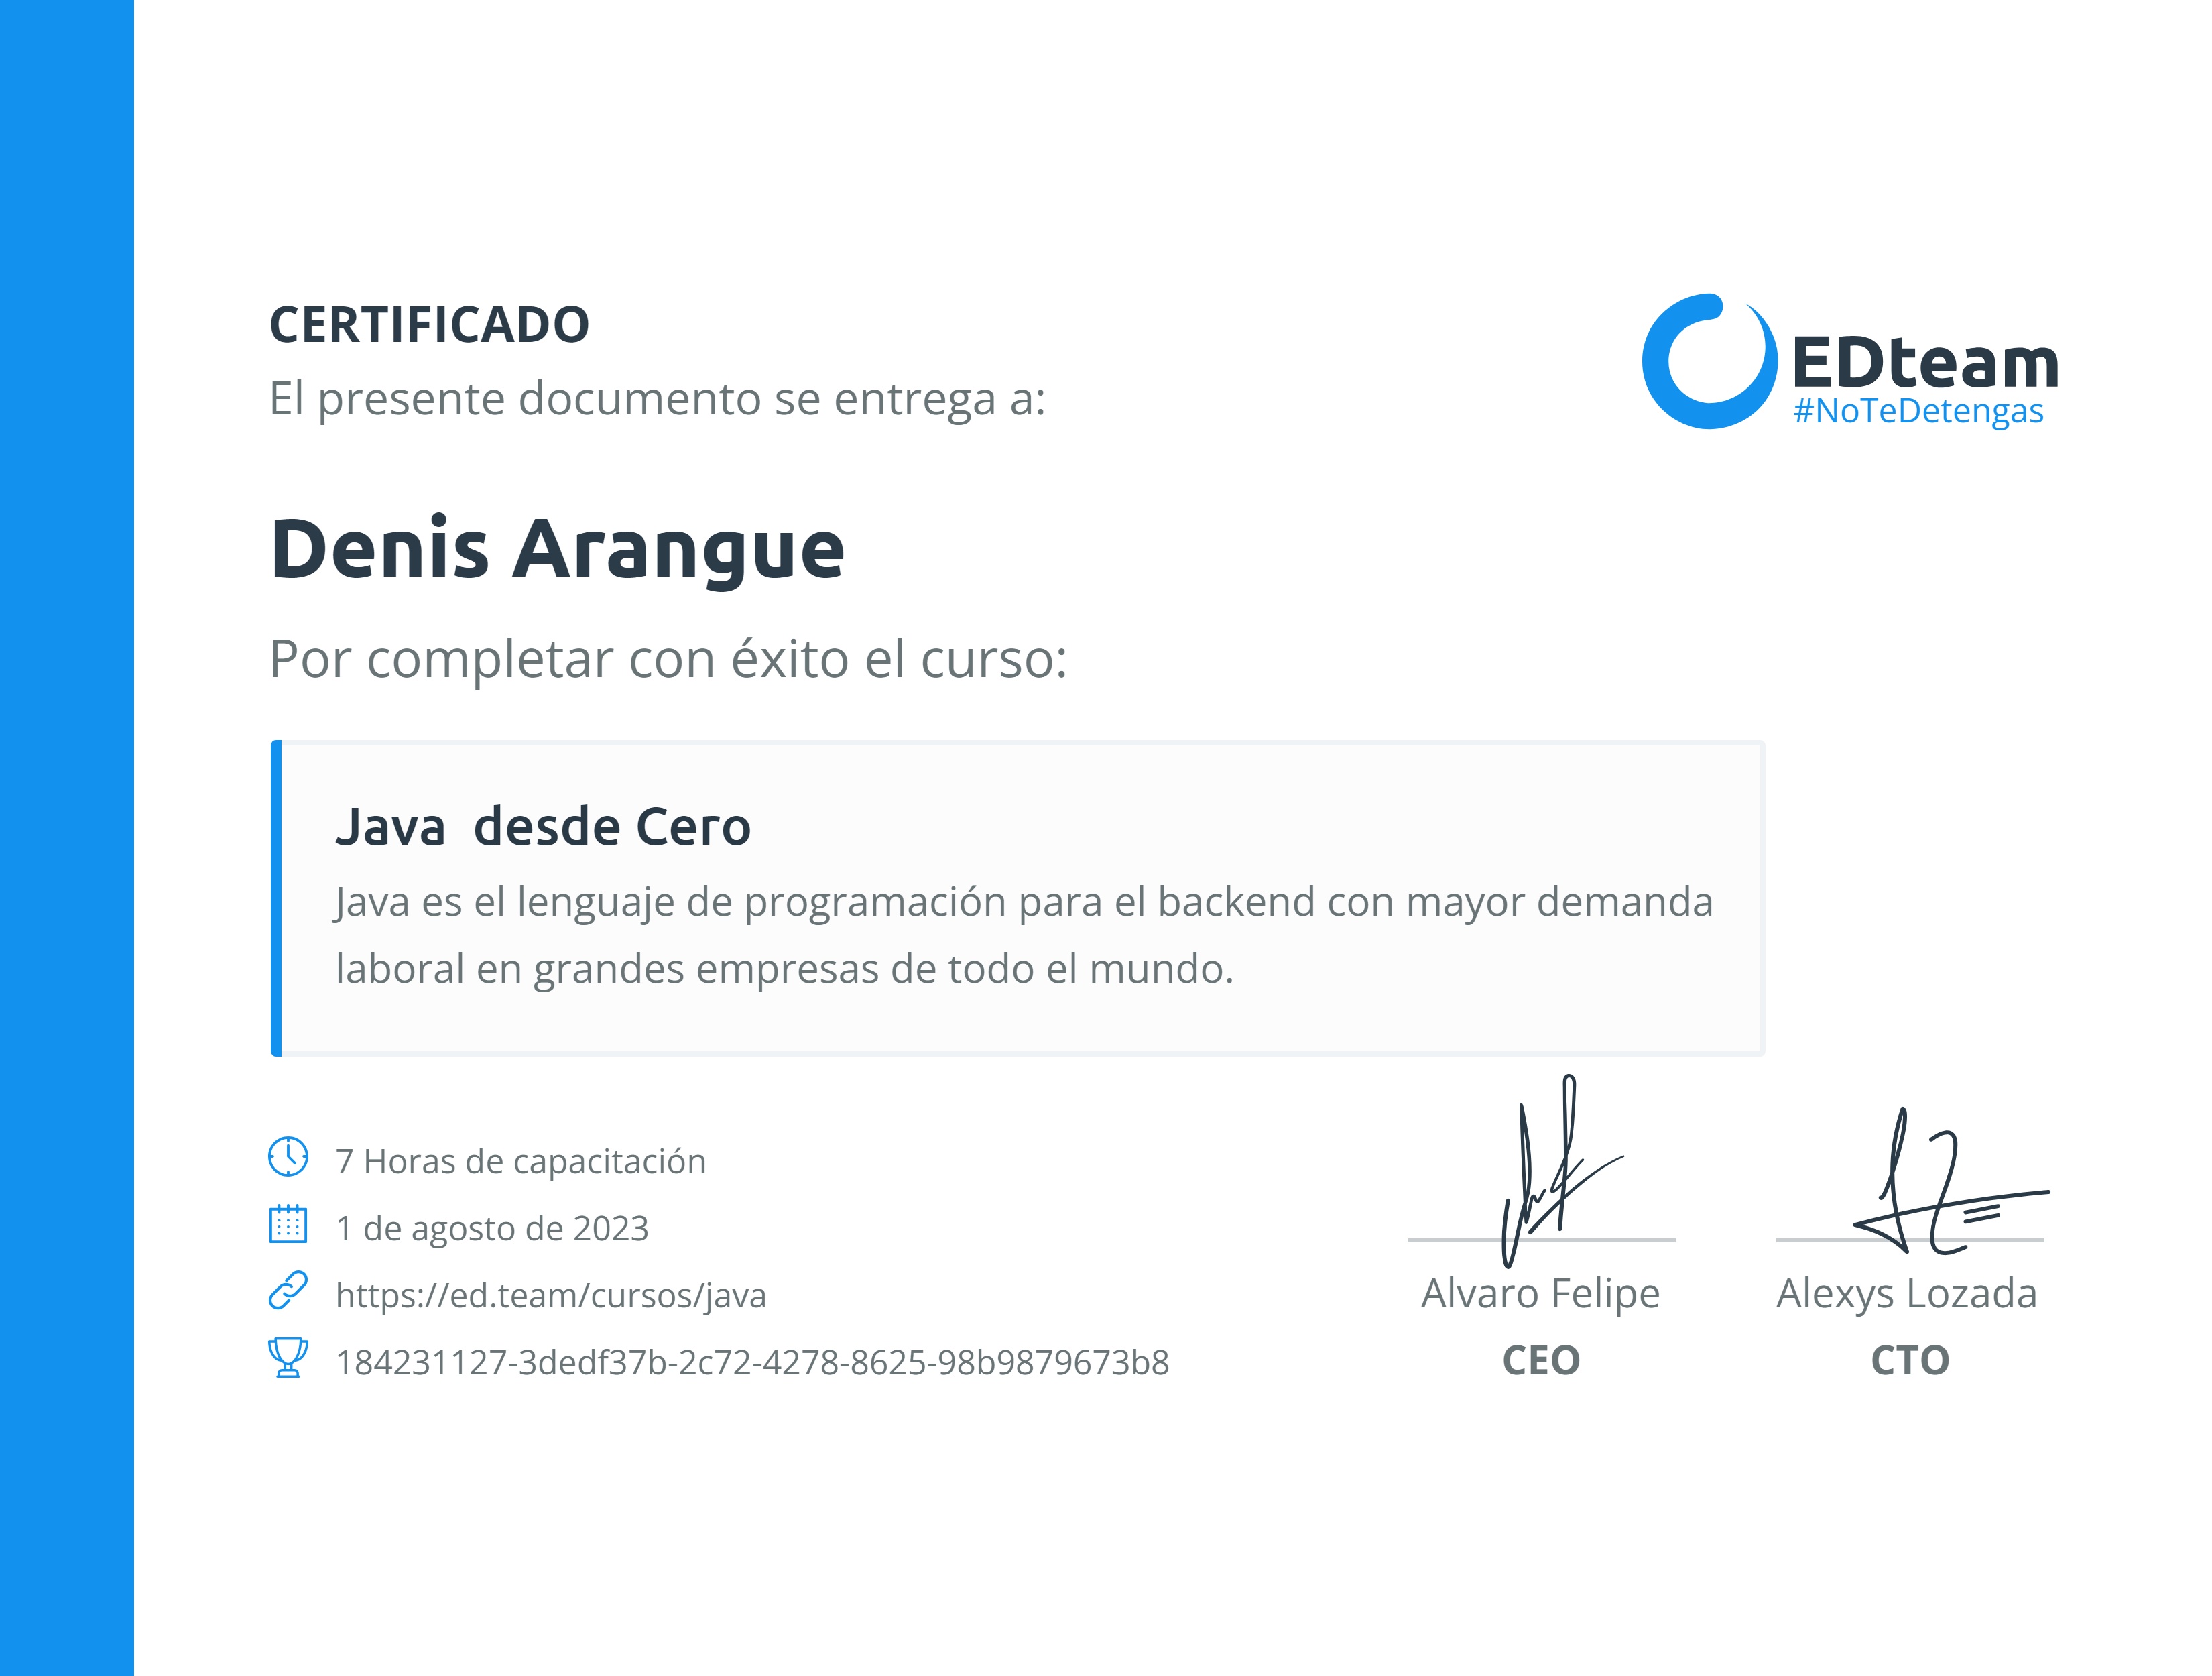 CERTIFICADO
El presente documento se entrega a:
EDteam
#NoTeDetengas
Denis Arangue
Por completar con éxito el curso:
Java  desde Cero
Java es el lenguaje de programación para el backend con mayor demanda
laboral en grandes empresas de todo el mundo.
7 Horas de capacitación
1 de agosto de 2023
https://ed.team/cursos/java
184231127-3dedf37b-2c72-4278-8625-98b9879673b8
Alvaro Felipe
CEO
Alexys Lozada
CTO